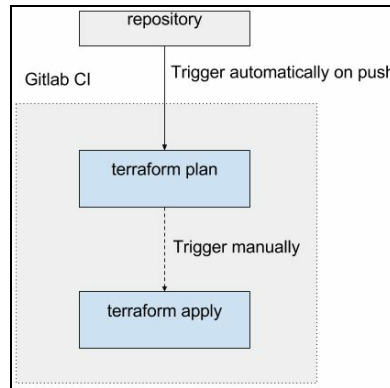 repository
Trigger automatically on push
Gitlab CI
terraform plan
Trigger manually
terraform apply